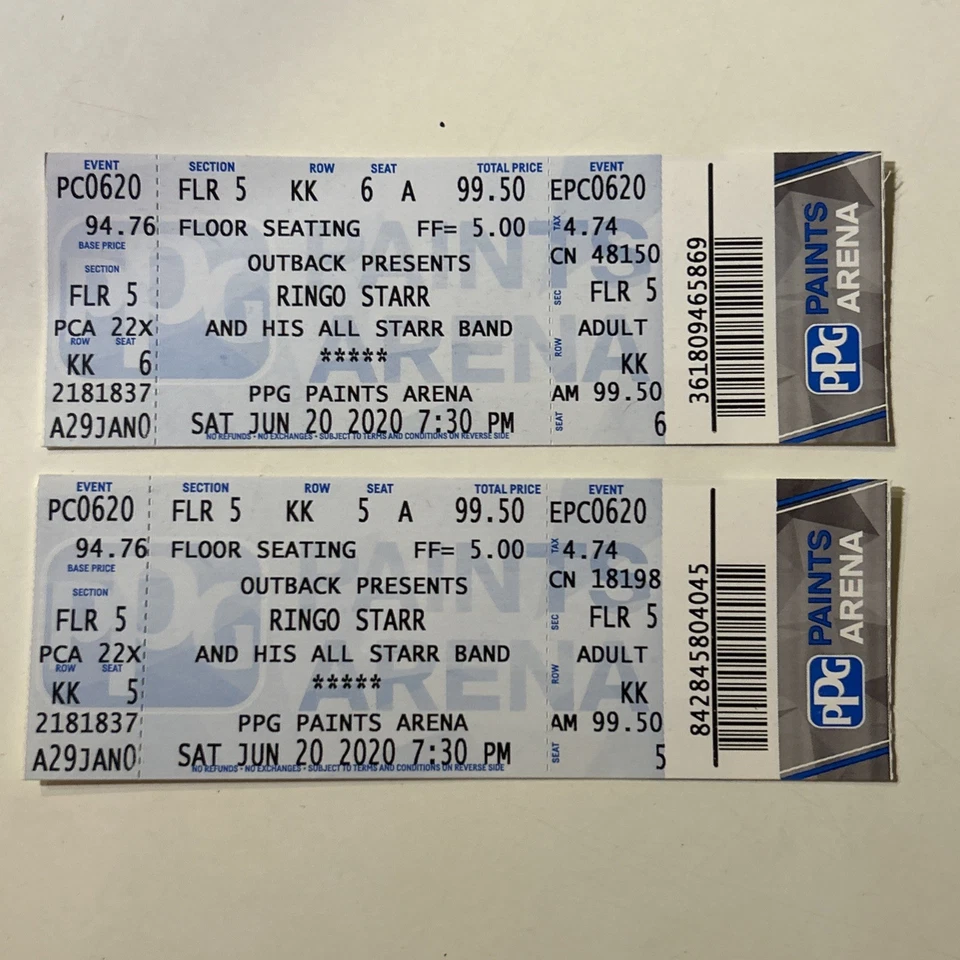 EVENT SECTION ROW SEAT TOTAL PRICE EVENT
PC0620 FLR 5 KK 6 A 99.50 EPC0620
94.76 FLOOR SEATING FF= 5.00 TAX 4.74
BASE PRICE
OUTBACK PRESENTS CN 48150
SECTION
FLR 5 RINGO STARR SEC FLR 5
PCA 22X AND HIS ALL STARR BAND ADULT
ROW SEAT
KK 6 ***** ROW KK
2181837 PPG PAINTS ARENA AM 99.50
A29JAN0 SAT JUN 20 2020 7:30 PM SEAT 6
NO REFUNDS - NO EXCHANGES - SUBJECT TO TERMS AND CONDITIONS ON REVERSE SIDE
361809465869
PPG PAINTS
ARENA
PPG PAINTS
ARENA
EVENT SECTION ROW SEAT TOTAL PRICE EVENT
PC0620 FLR 5 KK 5 A 99.50 EPC0620
94.76 FLOOR SEATING FF= 5.00 TAX 4.74
BASE PRICE
OUTBACK PRESENTS CN 18198
SECTION
FLR 5 RINGO STARR SEC FLR 5
PCA 22X AND HIS ALL STARR BAND ADULT
ROW SEAT
KK 5 ***** ROW KK
2181837 PPG PAINTS ARENA AM 99.50
A29JAN0 SAT JUN 20 2020 7:30 PM SEAT 5
NO REFUNDS - NO EXCHANGES - SUBJECT TO TERMS AND CONDITIONS ON REVERSE SIDE
842845804045
PPG PAINTS
ARENA
PPG PAINTS
ARENA